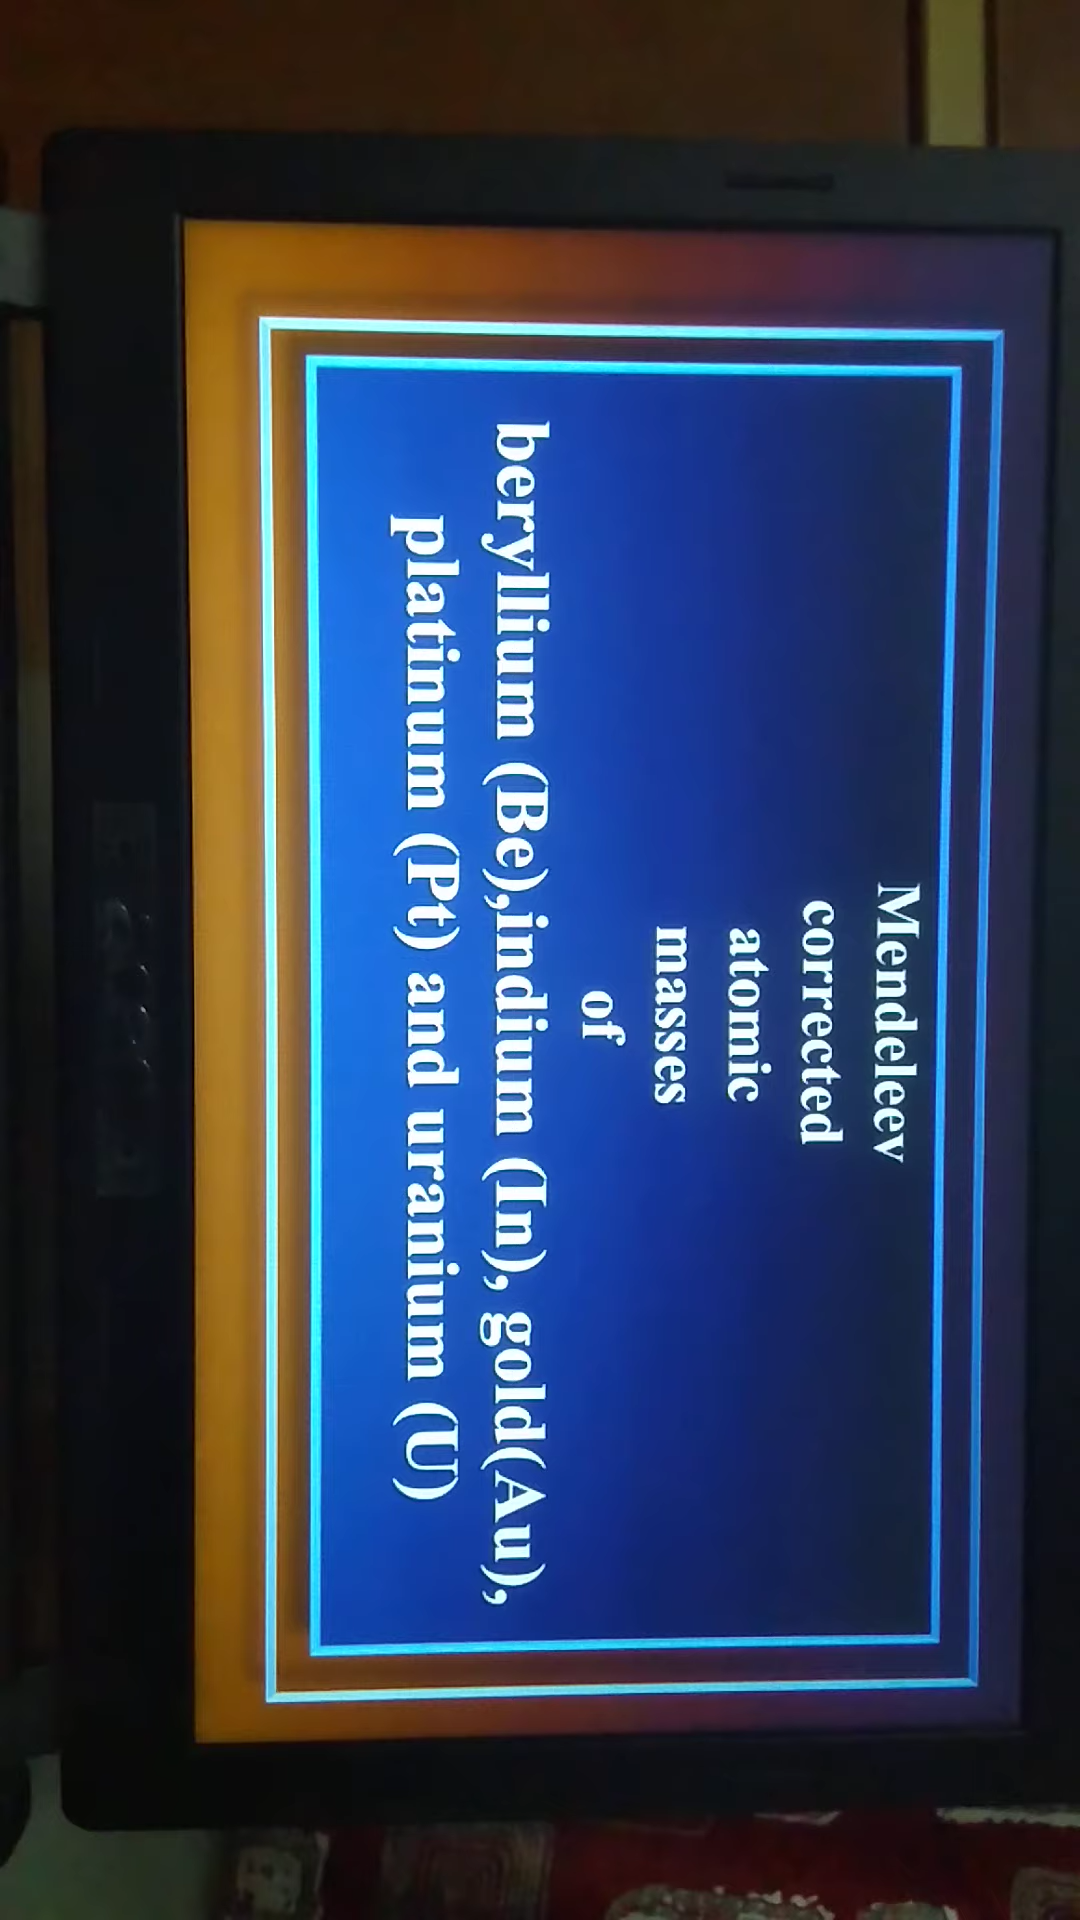 Mendeleev
corrected
atomic
masses
of
beryllium (Be),indium (In), gold(Au),
platinum (Pt) and uranium (U)